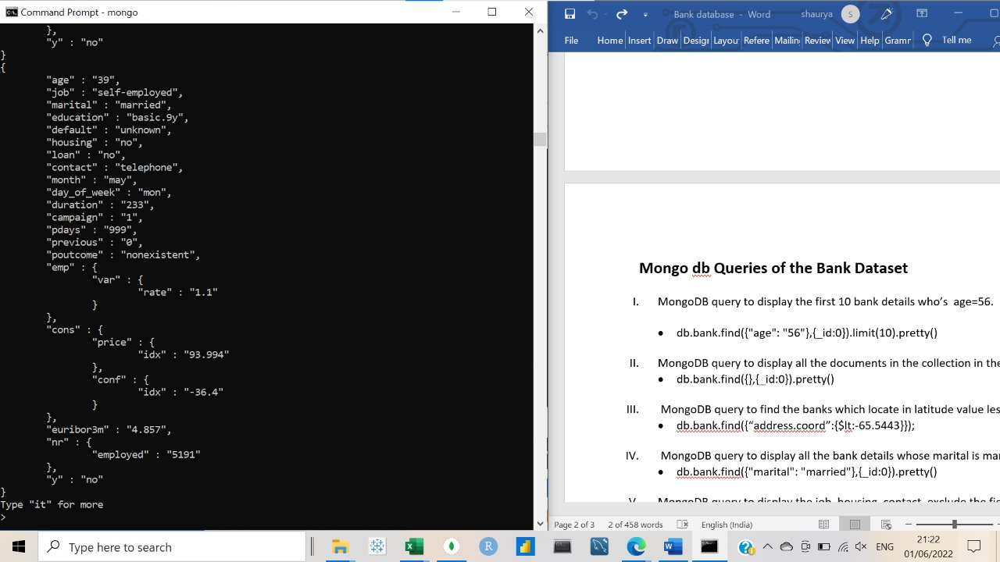 Command Prompt - mongo
},
"y" : "no"
}
{
"age" : "39",
"job" : "self-employed",
"marital" : "married",
"education" : "basic.9y",
"default" : "unknown",
"housing" : "no",
"loan" : "no",
"contact" : "telephone",
"month" : "may",
"day_of_week" : "mon",
"duration" : "233",
"campaign" : "1",
"pdays" : "999",
"previous" : "0",
"poutcome" : "nonexistent",
"emp" : {
"var" : {
"rate" : "1.1"
}
},
"cons" : {
"price" : {
"idx" : "93.994"
},
"conf" : {
"idx" : "-36.4"
}
},
"euribor3m" : "4.857",
"nr" : {
"employed" : "5191"
},
"y" : "no"
}
Type "it" for more
>
Bank database - Word shaurya S
File Home Insert Draw Desig Layou Refere Mailin Review View Help Gramr Tell me
Mongo db Queries of the Bank Dataset
I. MongoDB query to display the first 10 bank details who’s age=56.
• db.bank.find({"age": "56"},{_id:0}).limit(10).pretty()
II. MongoDB query to display all the documents in the collection in the
• db.bank.find({},{_id:0}).pretty()
III. MongoDB query to find the banks which locate in latitude value les
• db.bank.find({“address.coord”:{$lt:-65.5443}});
IV. MongoDB query to display all the bank details whose marital is mar
• db.bank.find({"marital": "married"},{_id:0}).pretty()
V. MongoDB query to display the job, housing, contact, exclude the fie
Page 2 of 3 2 of 458 words English (India)
Type here to search
R
ENG
21:22
01/06/2022